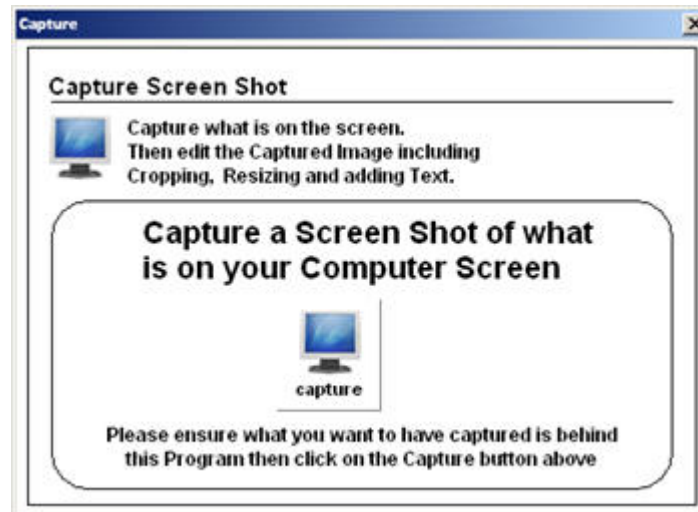 Capture
Capture Screen Shot
Capture what is on the screen.
Then edit the Captured Image including
Cropping, Resizing and adding Text.
Capture a Screen Shot of what
is on your Computer Screen
capture
Please ensure what you want to have captured is behind
this Program then click on the Capture button above